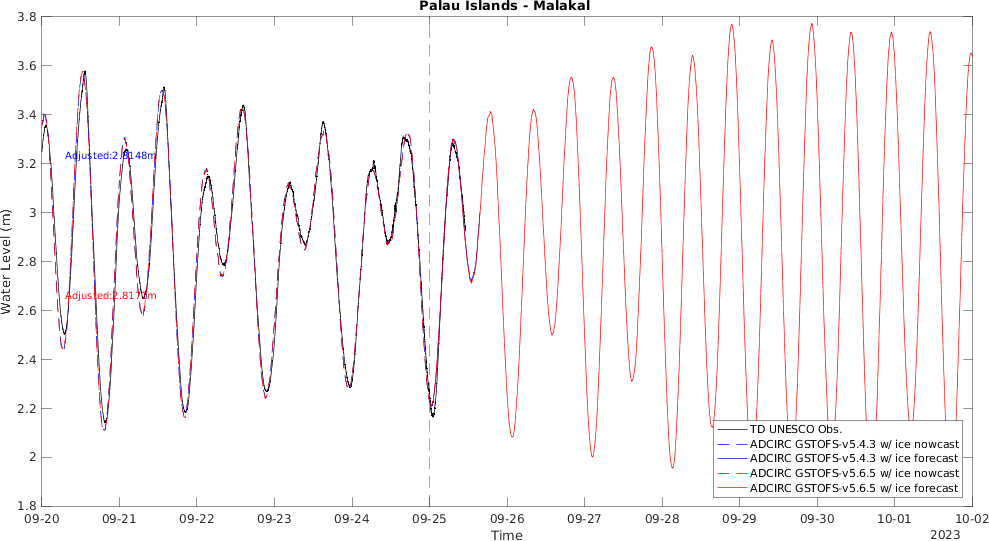 Palau Islands - Malakal
3.8
3.6
3.4
3.2
3
2.8
2.6
2.4
2.2
2
1.8
Water Level (m)
TD UNESCO Obs.
ADCIRC GSTOFS-v5.4.3 w/ ice nowcast
ADCIRC GSTOFS-v5.4.3 w/ ice forecast
ADCIRC GSTOFS-v5.6.5 w/ ice nowcast
ADCIRC GSTOFS-v5.6.5 w/ ice forecast
09-20 09-21 09-22 09-23 09-24 09-25 09-26 09-27 09-28 09-29 09-30 10-01 10-02
Time
2023